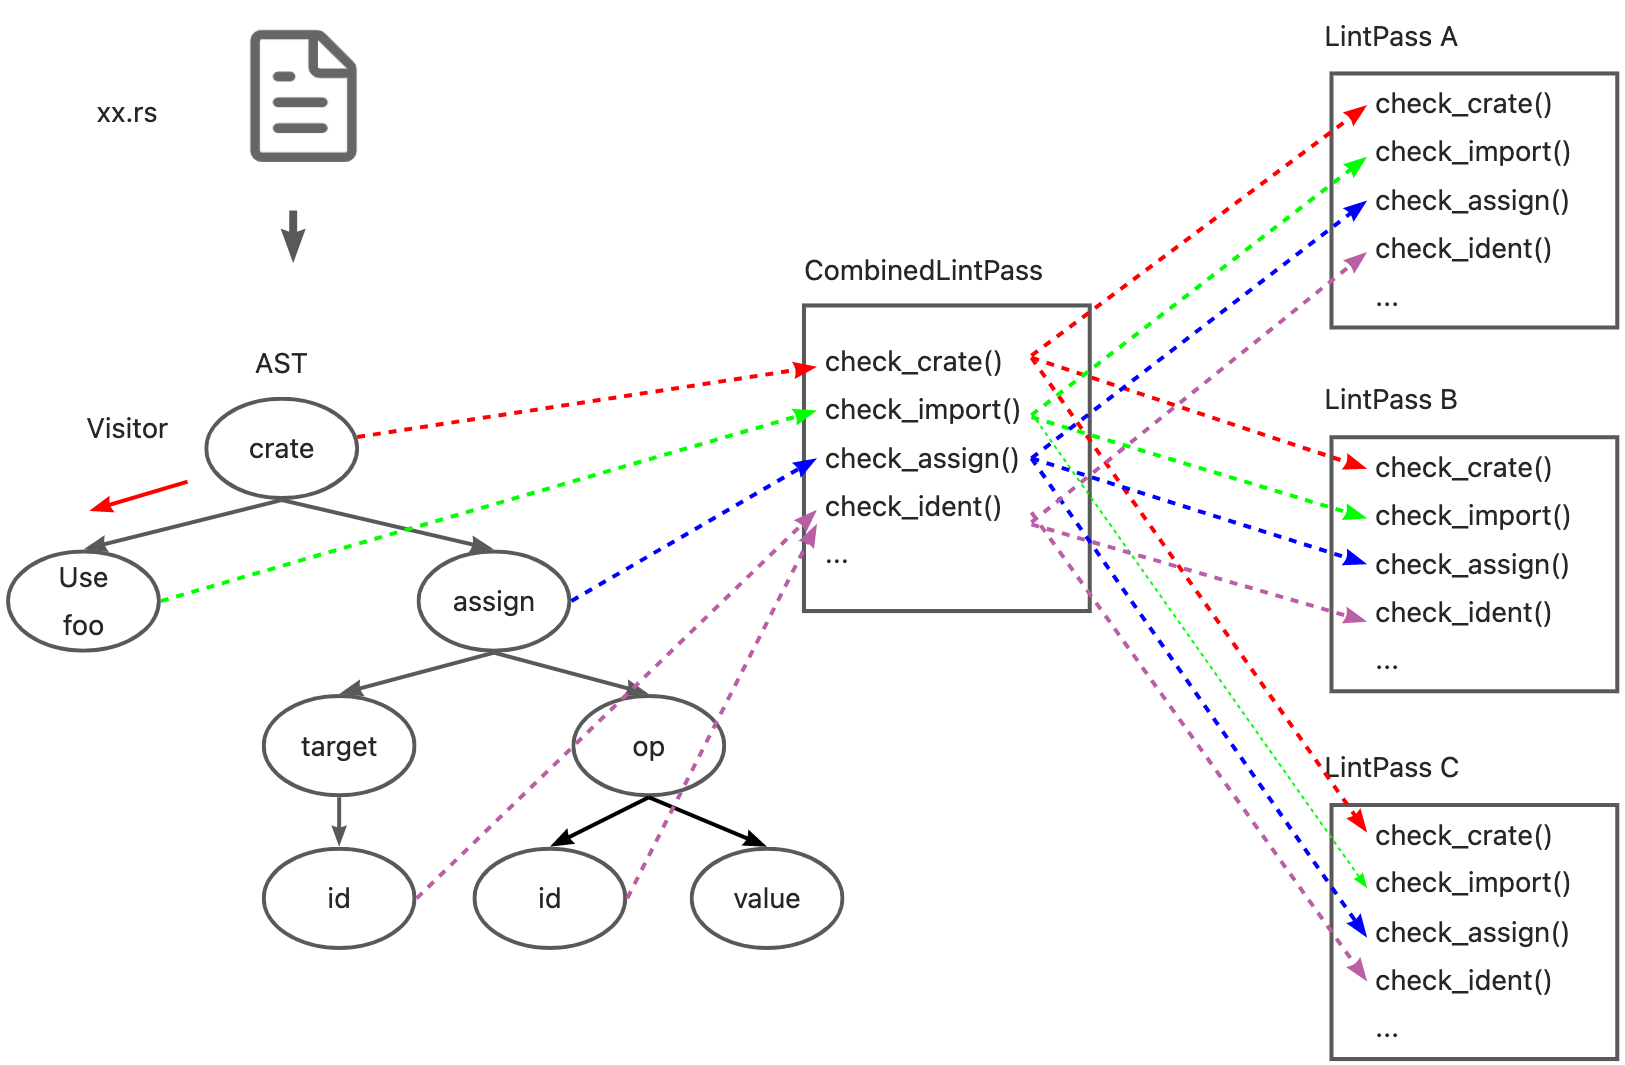 xx.rs
AST
Visitor
crate
Use
foo
assign
target
op
id
id
value
CombinedLintPass
check_crate()
check_import()
check_assign()
check_ident()
...
LintPass A
check_crate()
check_import()
check_assign()
check_ident()
...
LintPass B
check_crate()
check_import()
check_assign()
check_ident()
...
LintPass C
check_crate()
check_import()
check_assign()
check_ident()
...